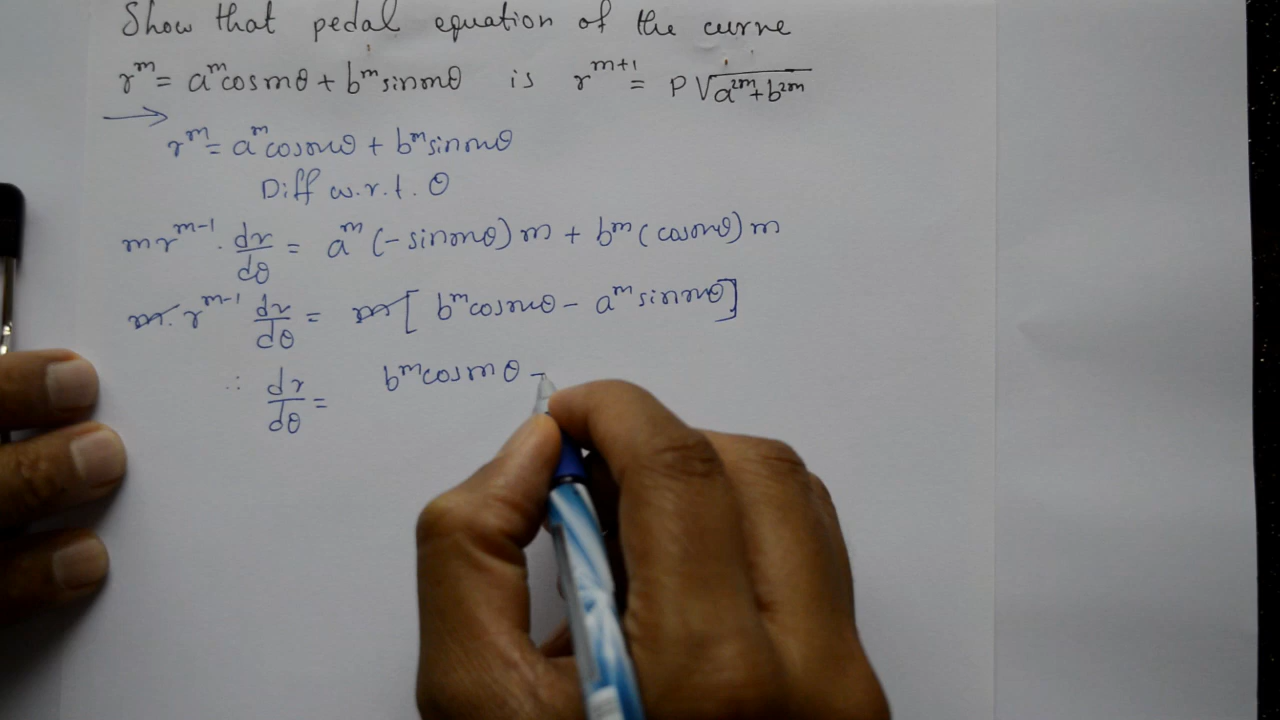 Show that pedal equation of the curve
r^m = a^m cos mθ + b^m sin mθ is r^{m+1} = P √(a^{2m} + b^{2m})
→
r^m = a^m cos mθ + b^m sin mθ
Diff w.r.t. θ
m r^{m-1} · dr/dθ = a^m (- sin mθ) m + b^m (cos mθ) m
m · r^{m-1} dr/dθ = m [ b^m cos mθ - a^m sin mθ ]
∴ dr/dθ = b^m cos m θ -